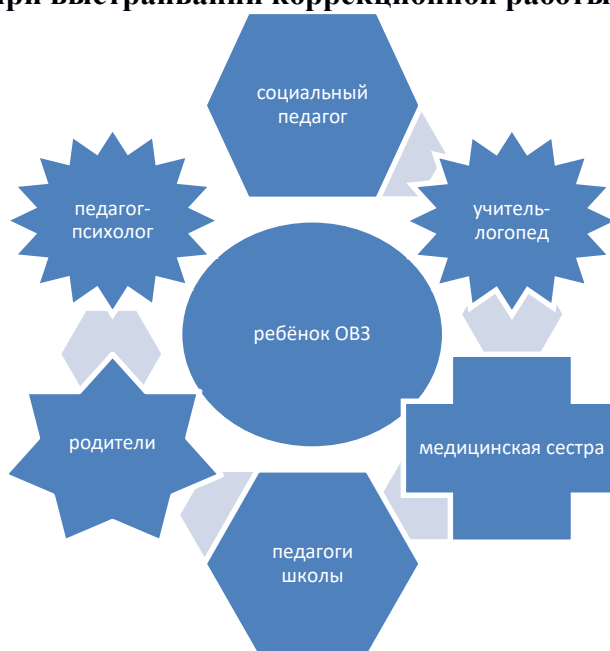 при выстраивании коррекционной работы
социальный
педагог
педагог-
психолог
учитель-
логопед
ребёнок ОВЗ
родители
медицинская сестра
педагоги
школы